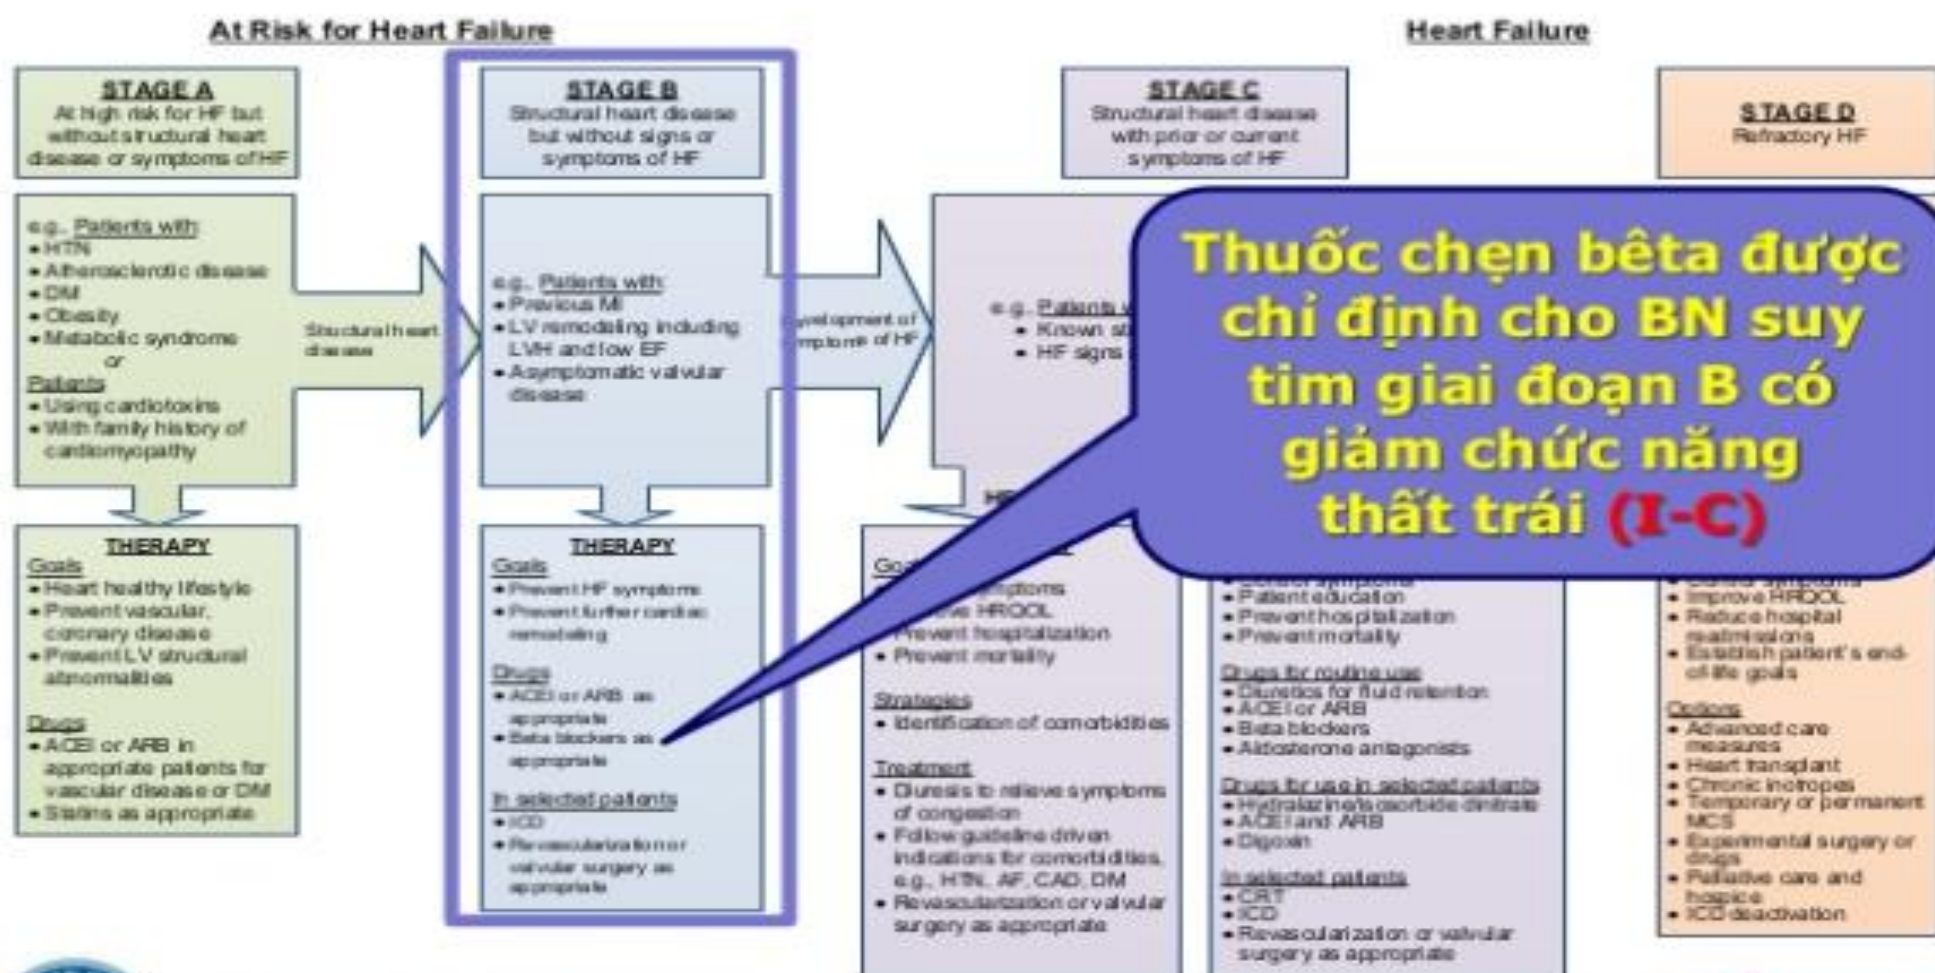 At Risk for Heart Failure
Heart Failure
STAGE A
At high risk for HF but
without structural heart
disease or symptoms of HF
STAGE B
Structural heart disease
but without signs or
symptoms of HF
STAGE C
Structural heart disease
with prior or current
symptoms of HF
STAGE D
Refractory HF
e.g., Patients with:
• HTN
• Atherosclerotic disease
• DM
• Obesity
• Metabolic syndrome
or
Patients
• Using cardiotoxins
• With family history of
cardiomyopathy
Structural heart
disease
e.g., Patients with:
• Previous MI
• LV remodeling including
LVH and low EF
• Asymptomatic valvular
disease
velopment of
mptoms of HF
e.g., Patients
• Known
• HF signs
Thuốc chẹn bêta được
chỉ định cho BN suy
tim giai đoạn B có
giảm chức năng
thất trái (I-C)
THERAPY
Goals
• Heart healthy lifestyle
• Prevent vascular,
coronary disease
• Prevent LV structural
abnormalities
Drugs
• ACEI or ARB in
appropriate patients for
vascular disease or DM
• Statins as appropriate
THERAPY
Goals
• Prevent HF symptoms
• Prevent further cardiac
remodeling
Drugs
• ACEI or ARB as
appropriate
• Beta blockers as
appropriate
In selected patients
• ICD
• Revascularization or
valvular surgery as
appropriate
HRQOL
Prevent hospitalization
• Prevent mortality
Strategies
• Identification of comorbidities
Treatment
• Diuresis to relieve symptoms
of congestion
• Follow guideline driven
indications for comorbidities,
e.g., HTN, AF, CAD, DM
• Revascularization or valvular
surgery as appropriate
• Control symptoms
• Patient education
• Prevent hospitalization
• Prevent mortality
Drugs for routine use
• Diuretics for fluid retention
• ACEI or ARB
• Beta blockers
• Aldosterone antagonists
Drugs for use in selected patients
• Hydralazine/isosorbide dinitrate
• ACEI and ARB
• Digoxin
In selected patients
• CRT
• ICD
• Revascularization or valvular
surgery as appropriate
• Control symptoms
• Improve HRQOL
• Reduce hospital
readmissions
• Establish patient's end-
of-life goals
Options
• Advanced care
measures
• Heart transplant
• Chronic inotropes
• Temporary or permanent
MCS
• Experimental surgery or
drugs
• Palliative care and
hospice
• ICD deactivation